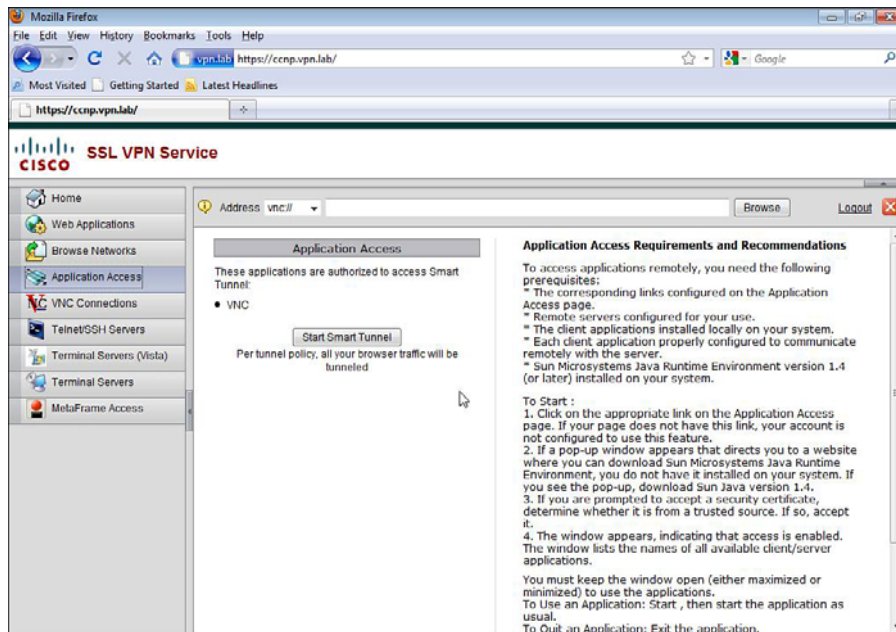 Mozilla Firefox
File Edit View History Bookmarks Tools Help
vpn.lab https://ccnp.vpn.lab/
Google
Most Visited Getting Started Latest Headlines
https://ccnp.vpn.lab/
CISCO SSL VPN Service
Home
Web Applications
Browse Networks
Application Access
VNC Connections
Telnet/SSH Servers
Terminal Servers (Vista)
Terminal Servers
MetaFrame Access
Address vnc:// Browse Logout
Application Access
These applications are authorized to access Smart
Tunnel:
• VNC
Start Smart Tunnel
Per tunnel policy, all your browser traffic will be
tunneled
Application Access Requirements and Recommendations
To access applications remotely, you need the following
prerequisites:
* The corresponding links configured on the Application
Access page.
* Remote servers configured for your use.
* The client applications installed locally on your system.
* Each client application properly configured to communicate
remotely with the server.
* Sun Microsystems Java Runtime Environment version 1.4
(or later) installed on your system.
To Start :
1. Click on the appropriate link on the Application Access
page. If your page does not have this link, your account is
not configured to use this feature.
2. If a pop-up window appears that directs you to a website
where you can download Sun Microsystems Java Runtime
Environment, you do not have it installed on your system. If
you see the pop-up, download Sun Java version 1.4.
3. If you are prompted to accept a security certificate,
determine whether it is from a trusted source. If so, accept
it.
4. The window appears, indicating that access is enabled.
The window lists the names of all available client/server
applications.
You must keep the window open (either maximized or
minimized) to use the applications.
To Use an Application: Start , then start the application as
usual.
To Quit an Application: Exit the application.